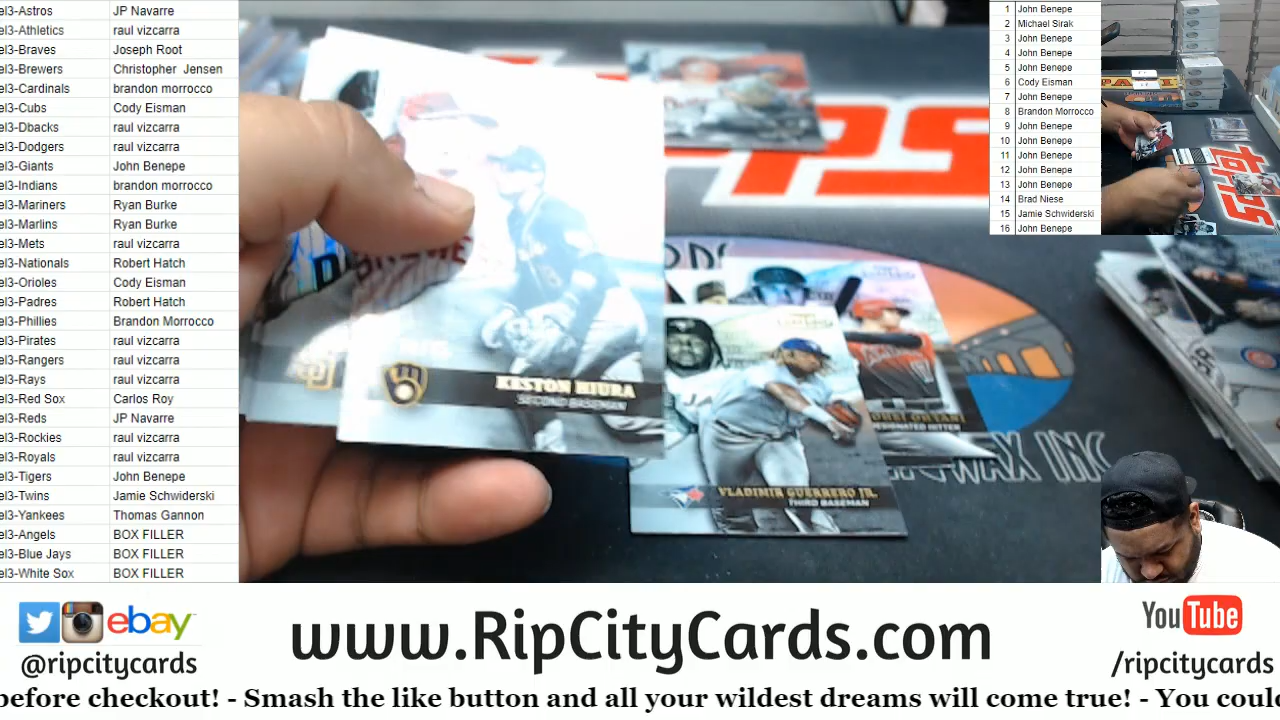 el3-Astros JP Navarre
el3-Athletics raul vizcarra
el3-Braves Joseph Root
el3-Brewers Christopher Jensen
el3-Cardinals brandon morrocco
el3-Cubs Cody Eisman
el3-Dbacks raul vizcarra
el3-Dodgers raul vizcarra
el3-Giants John Benepe
el3-Indians brandon morrocco
el3-Mariners Ryan Burke
el3-Marlins Ryan Burke
el3-Mets raul vizcarra
el3-Nationals Robert Hatch
el3-Orioles Cody Eisman
el3-Padres Robert Hatch
el3-Phillies Brandon Morrocco
el3-Pirates raul vizcarra
el3-Rangers raul vizcarra
el3-Rays raul vizcarra
el3-Red Sox Carlos Roy
el3-Reds JP Navarre
el3-Rockies raul vizcarra
el3-Royals raul vizcarra
el3-Tigers John Benepe
el3-Twins Jamie Schwiderski
el3-Yankees Thomas Gannon
el3-Angels BOX FILLER
el3-Blue Jays BOX FILLER
el3-White Sox BOX FILLER
1 John Benepe
2 Michael Sirak
3 John Benepe
4 John Benepe
5 John Benepe
6 Cody Eisman
7 John Benepe
8 Brandon Morrocco
9 John Benepe
10 John Benepe
11 John Benepe
12 John Benepe
13 John Benepe
14 Brad Niese
15 Jamie Schwiderski
16 John Benepe
KESTON HIURA
SECOND BASEMAN
VLADIMIR GUERRERO JR.
THIRD BASEMAN
DESIGNATED HITTER
WAX INC
topps
ebay
@ripcitycards
www.RipCityCards.com
YouTube
/ripcitycards
before checkout! - Smash the like button and all your wildest dreams will come true! - You could